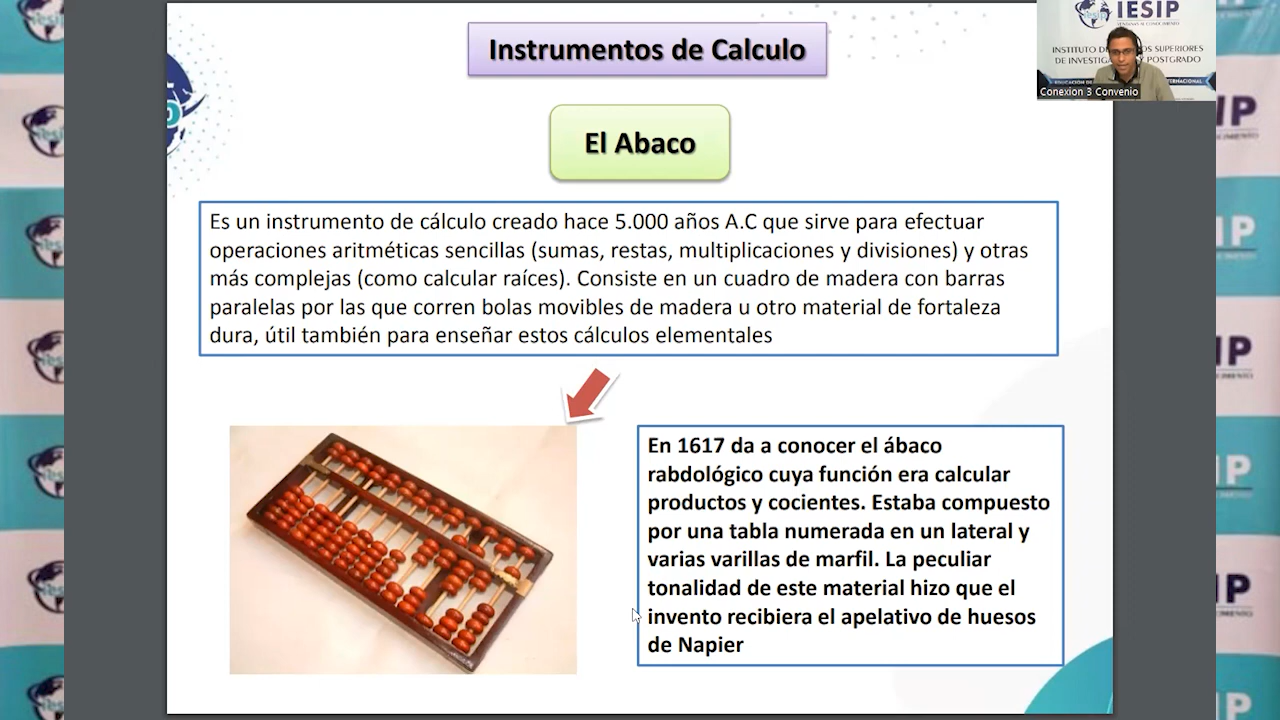 Instrumentos de Calculo
El Abaco
Es un instrumento de cálculo creado hace 5.000 años A.C que sirve para efectuar
operaciones aritméticas sencillas (sumas, restas, multiplicaciones y divisiones) y otras
más complejas (como calcular raíces). Consiste en un cuadro de madera con barras
paralelas por las que corren bolas movibles de madera u otro material de fortaleza
dura, útil también para enseñar estos cálculos elementales
En 1617 da a conocer el ábaco
rabdológico cuya función era calcular
productos y cocientes. Estaba compuesto
por una tabla numerada en un lateral y
varias varillas de marfil. La peculiar
tonalidad de este material hizo que el
invento recibiera el apelativo de huesos
de Napier
IESIP
Conexion 3 Convenio